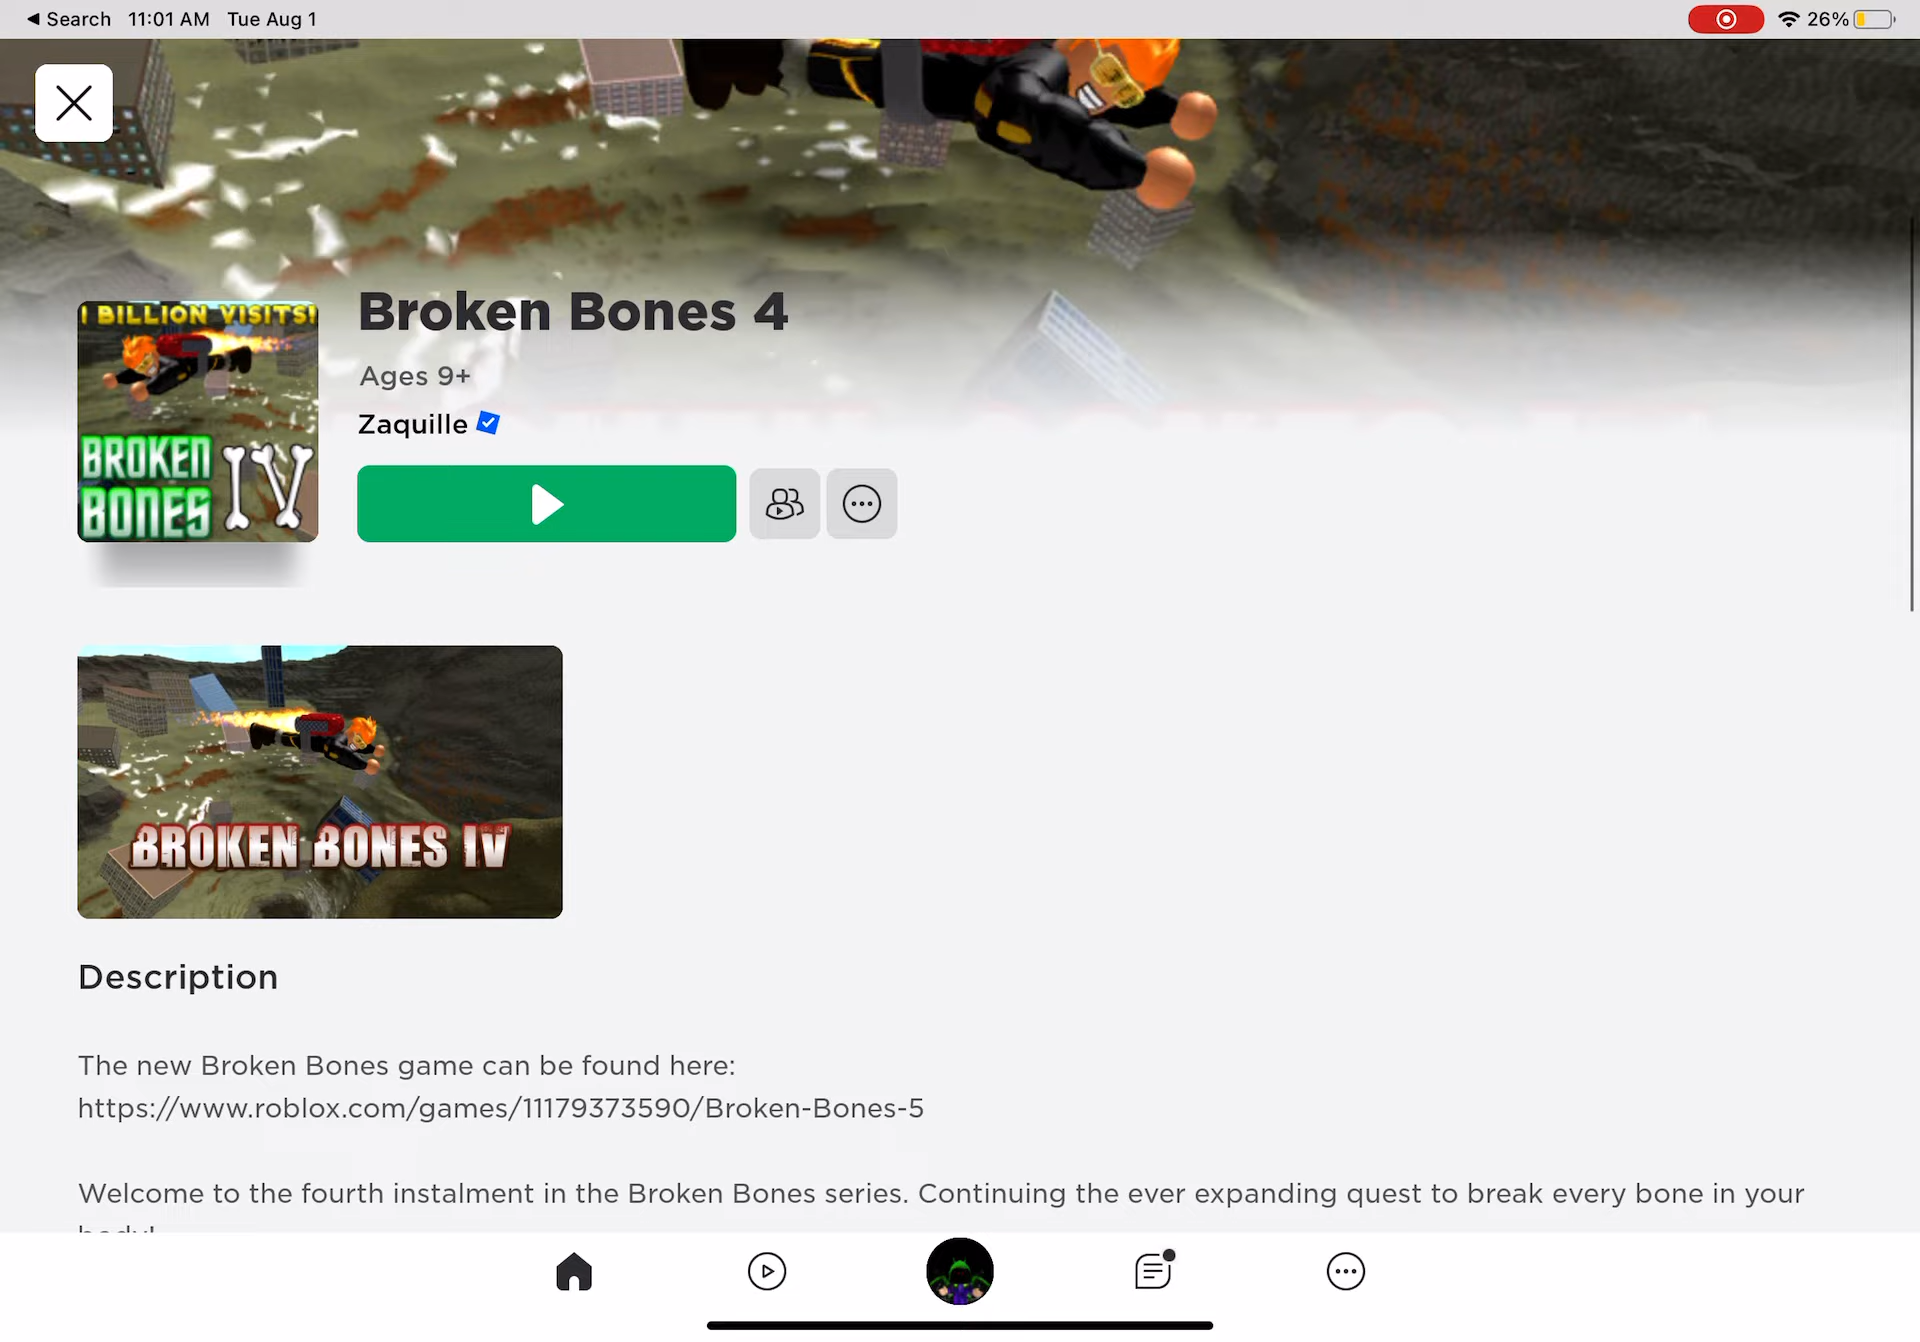 Search 11:01 AM Tue Aug 1
26%
1 BILLION VISITS!
BROKEN
BONES IV
Broken Bones 4
Ages 9+
Zaquille
BROKEN BONES IV
Description
The new Broken Bones game can be found here:
https://www.roblox.com/games/11179373590/Broken-Bones-5
Welcome to the fourth instalment in the Broken Bones series. Continuing the ever expanding quest to break every bone in your
body!